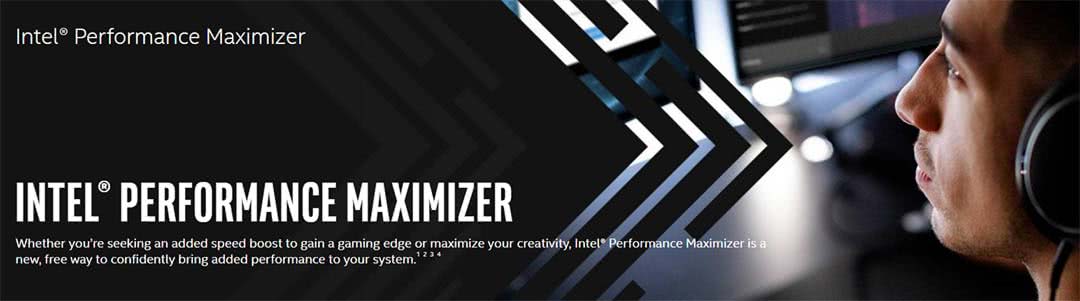 Intel® Performance Maximizer
INTEL® PERFORMANCE MAXIMIZER
Whether you're seeking an added speed boost to gain a gaming edge or maximize your creativity, Intel® Performance Maximizer is a
new, free way to confidently bring added performance to your system.¹ ² ³ ⁴